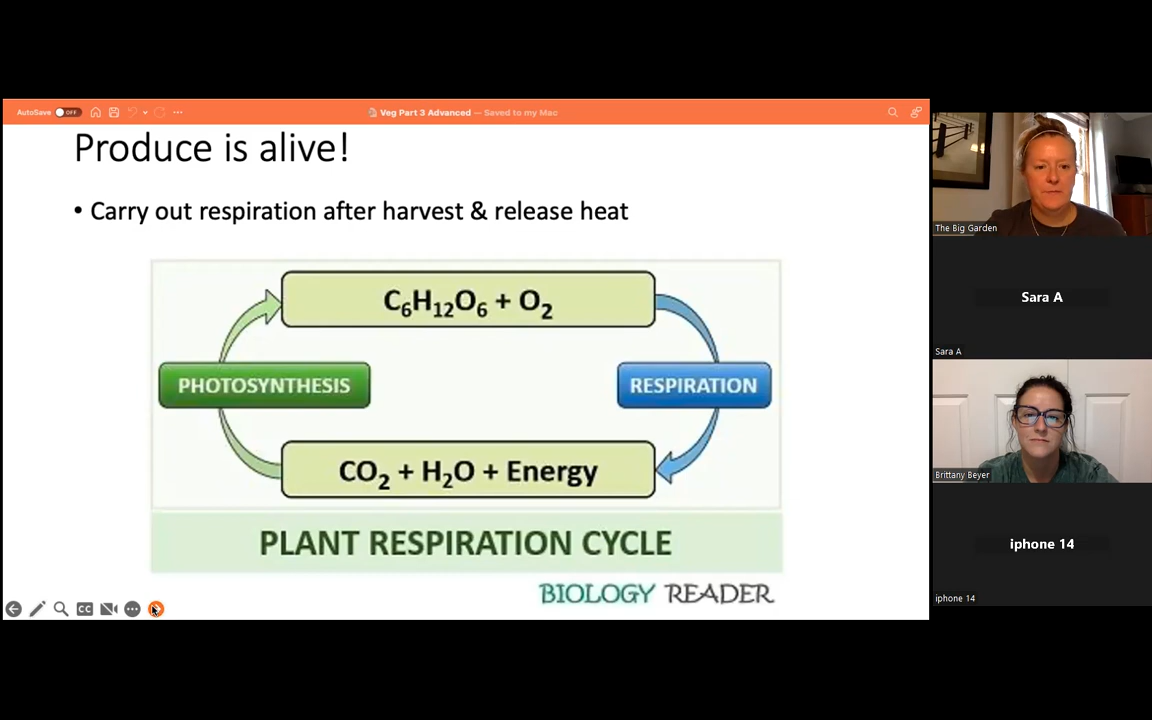 AutoSave OFF
Veg Part 3 Advanced — Saved to my Mac
Produce is alive!
• Carry out respiration after harvest & release heat
C₆H₁₂O₆ + O₂
PHOTOSYNTHESIS
RESPIRATION
CO₂ + H₂O + Energy
PLANT RESPIRATION CYCLE
BIOLOGY READER
CC
The Big Garden
Sara A
Sara A
Brittany Beyer
iphone 14
iphone 14